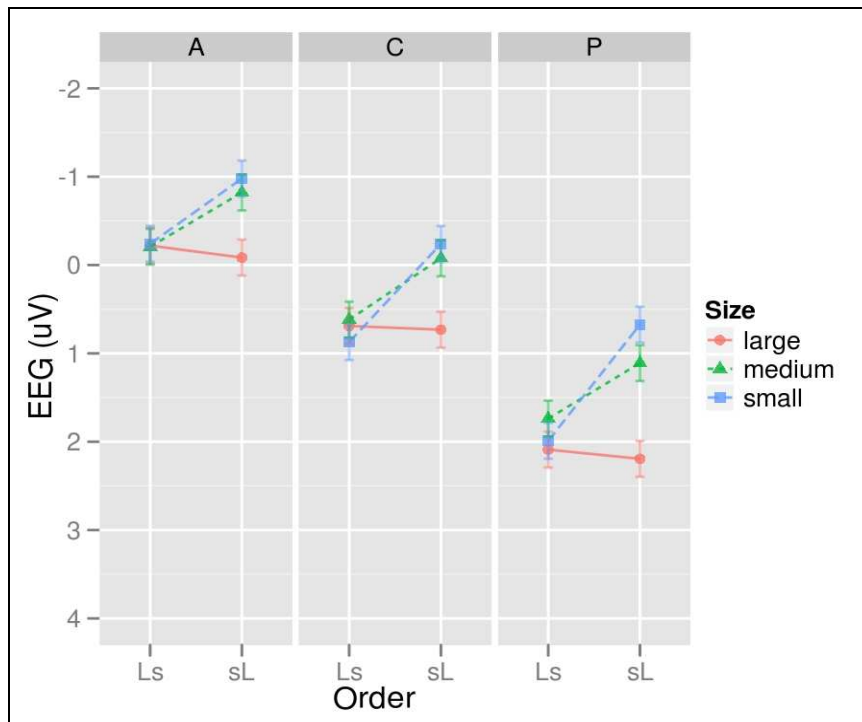 A C P
-2
-1
0
1
2
3
4
EEG (uV)
Ls sL Ls sL Ls sL
Order
Size
large
medium
small